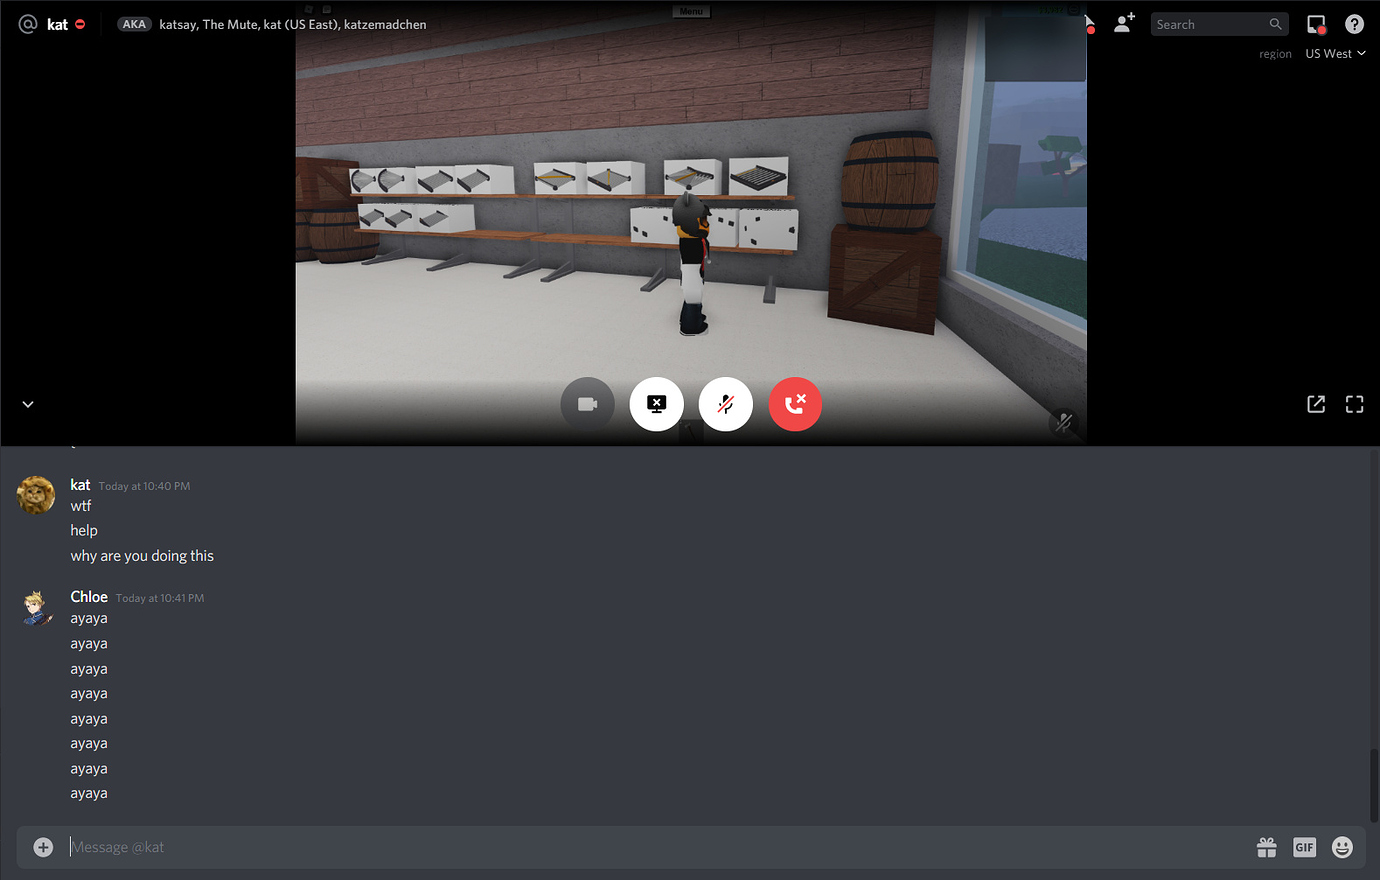 kat
AKA
katsay, The Mute, kat (US East), katzemadchen
Menu
Search
region
US West
kat Today at 10:40 PM
wtf
help
why are you doing this
Chloe Today at 10:41 PM
ayaya
ayaya
ayaya
ayaya
ayaya
ayaya
ayaya
ayaya
Message @kat
GIF